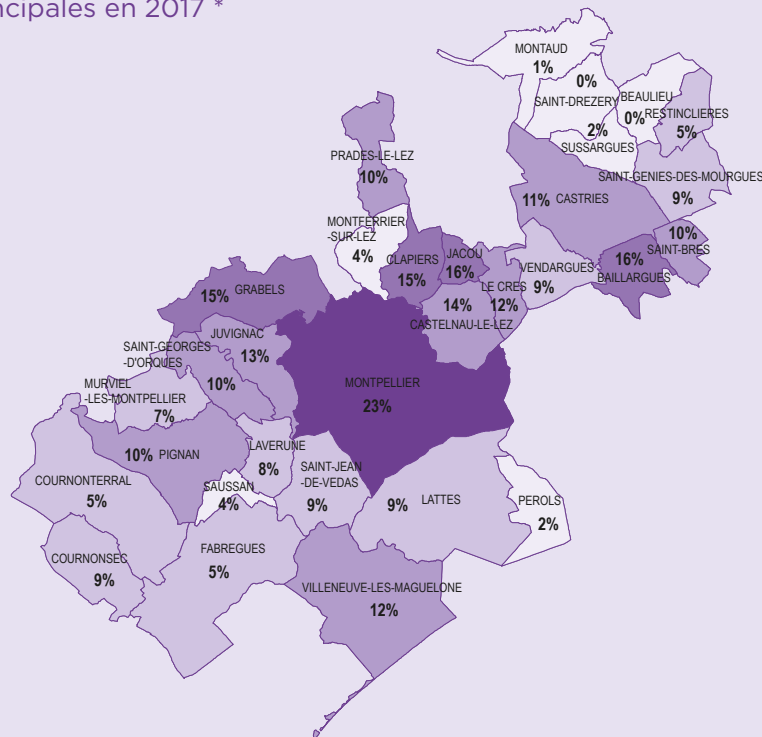 ncipales en 2017 *
MONTAUD
1%
0%
SAINT-DREZERY
BEAULIEU
0%
RESTINCLIERES
5%
2%
SUSSARGUES
PRADES-LE-LEZ
10%
SAINT-GENIES-DES-MOURGUES
9%
11% CASTRIES
MONTFERRIER
-SUR-LEZ
4%
10%
SAINT-BRES
CLAPIERS
15%
JACOU
16%
VENDARGUES
9%
16%
BAILLARGUES
LE CRES
12%
14%
CASTELNAU-LE-LEZ
15% GRABELS
JUVIGNAC
13%
SAINT-GEORGES
-D'ORQUES
10%
MURVIEL
-LES-MONTPELLIER
7%
MONTPELLIER
23%
LAVERUNE
8%
10% PIGNAN
SAINT-JEAN
-DE-VEDAS
9%
COURNONTERRAL
5%
SAUSSAN
4%
9% LATTES
PEROLS
2%
COURNONSEC
9%
FABREGUES
5%
VILLENEUVE-LES-MAGUELONE
12%